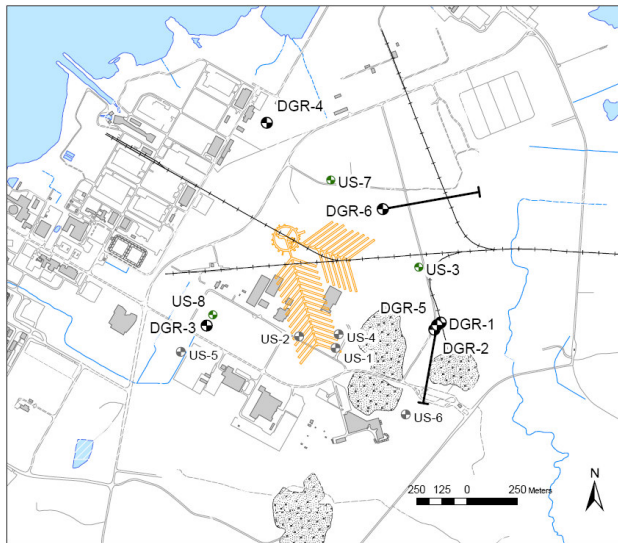 DGR-4
US-7
DGR-6
US-3
US-8
DGR-3
DGR-5
DGR-1
DGR-2
US-2
US-4
US-1
US-5
US-6
N
250 125 0 250 Meters